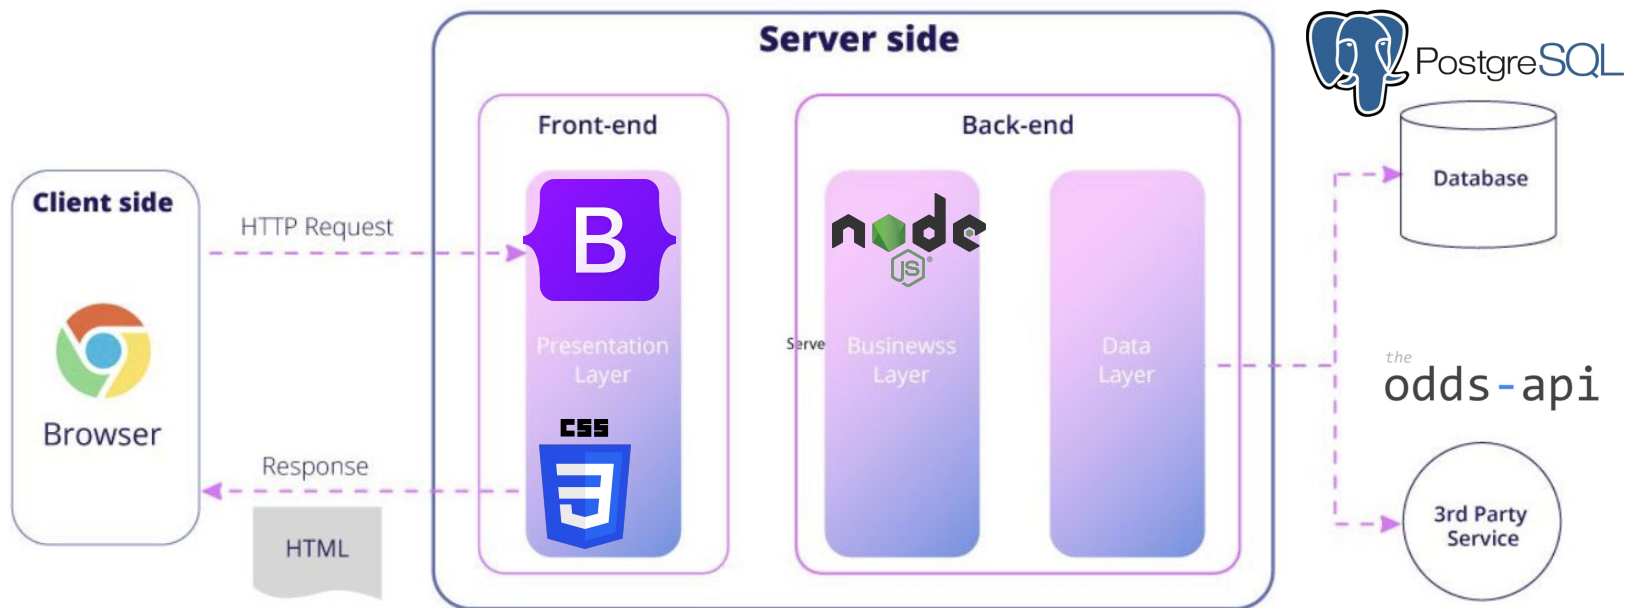 Server side
PostgreSQL
Front-end
Back-end
Client side
HTTP Request
B
node
JS
®
Database
Presentation
Layer
Serve
Businewss
Layer
Data
Layer
the
odds-api
Browser
CSS
3
Response
HTML
3rd Party
Service